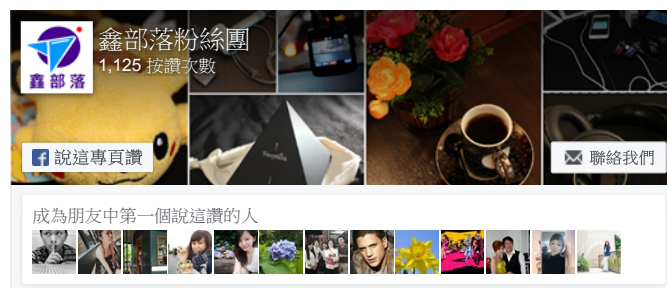 鑫部落粉絲團
1,125 按讚次數
鑫部落
說這專頁讚
聯絡我們
成為朋友中第一個說這讚的人